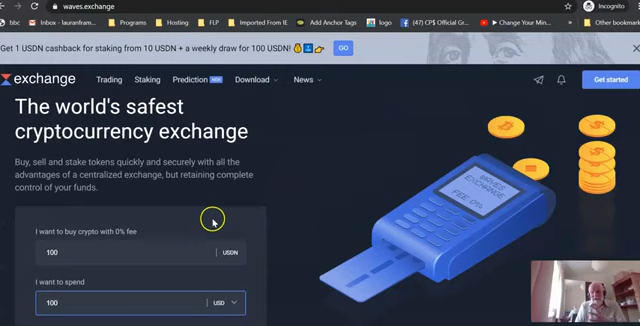 waves.exchange
Incognito
bbc
lauranfram
Programs
Hosting
FLP
Imported From IE
Add Anchor Tags
logo
(47) CP$ Official Gr...
► Change Your Min...
Other bookmark
Get 1 USDN cashback for staking from 10 USDN + a weekly draw for 100 USDN!
GO
exchange
Trading
Staking
Prediction NEW
Download
News
Get started
The world's safest
cryptocurrency exchange
Buy, sell and stake tokens quickly and securely with all the
advantages of a centralized exchange, but retaining complete
control of your funds.
I want to buy crypto with 0% fee
100
USDN
I want to spend
100
USD
WAVES
EXCHANGE
FEE 0%